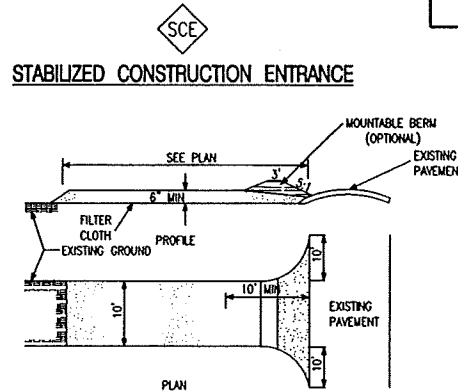 SCE
STABILIZED CONSTRUCTION ENTRANCE
MOUNTABLE BERM
(OPTIONAL)
SEE PLAN
EXISTING
PAVEMENT
3'
5:1
6" MIN
FILTER
CLOTH
PROFILE
EXISTING GROUND
10'
10' MIN
10'
EXISTING
PAVEMENT
10'
PLAN